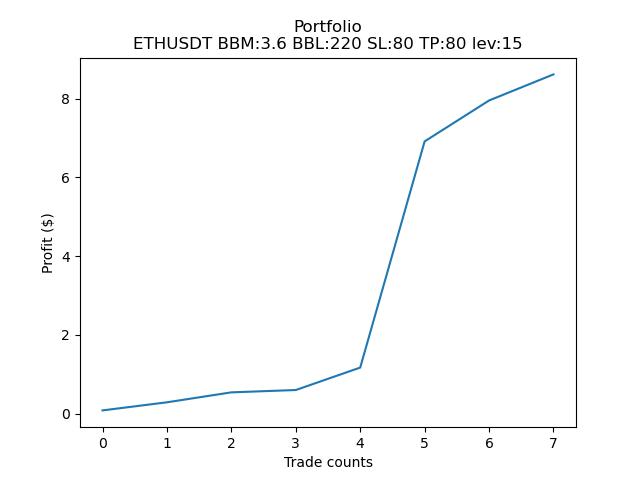 Portfolio
ETHUSDT BBM:3.6 BBL:220 SL:80 TP:80 lev:15
8
6
4
2
0
Profit ($)
0 1 2 3 4 5 6 7
Trade counts